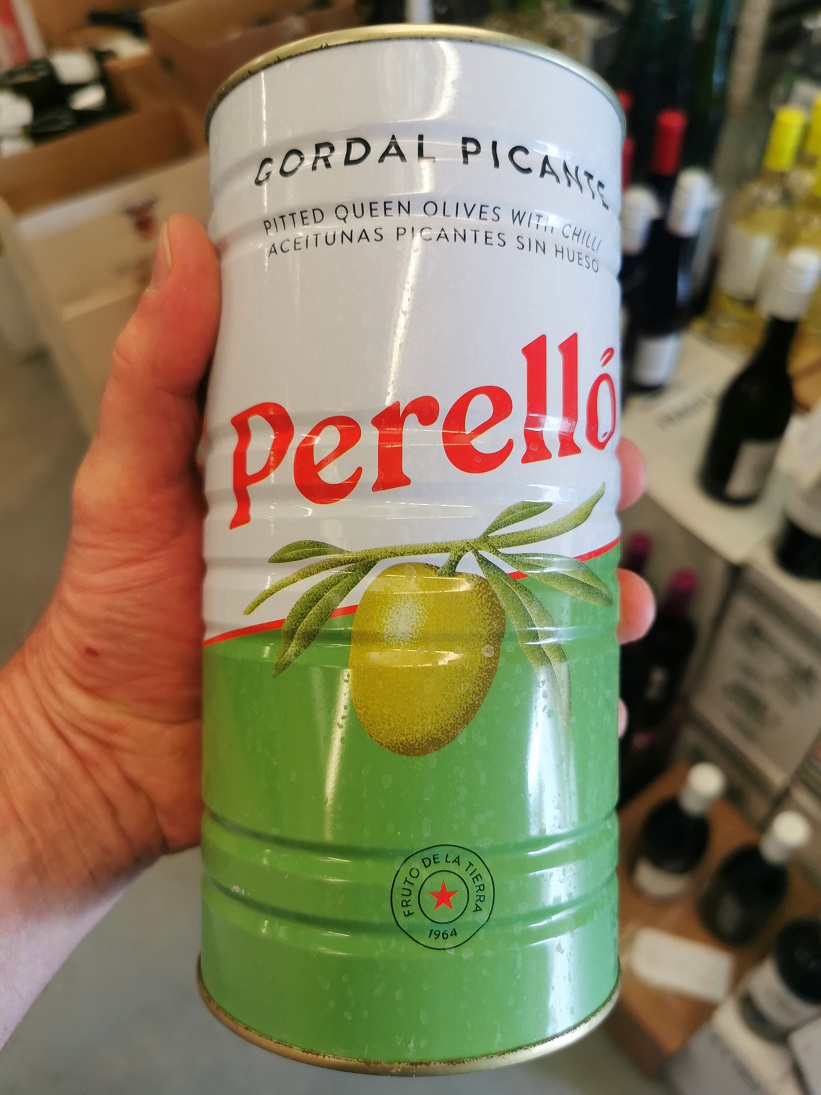 GORDAL PICANTE
PITTED QUEEN OLIVES WITH CHILLI
ACEITUNAS PICANTES SIN HUESO
Perelló
FRUTO DE LA TIERRA
1964